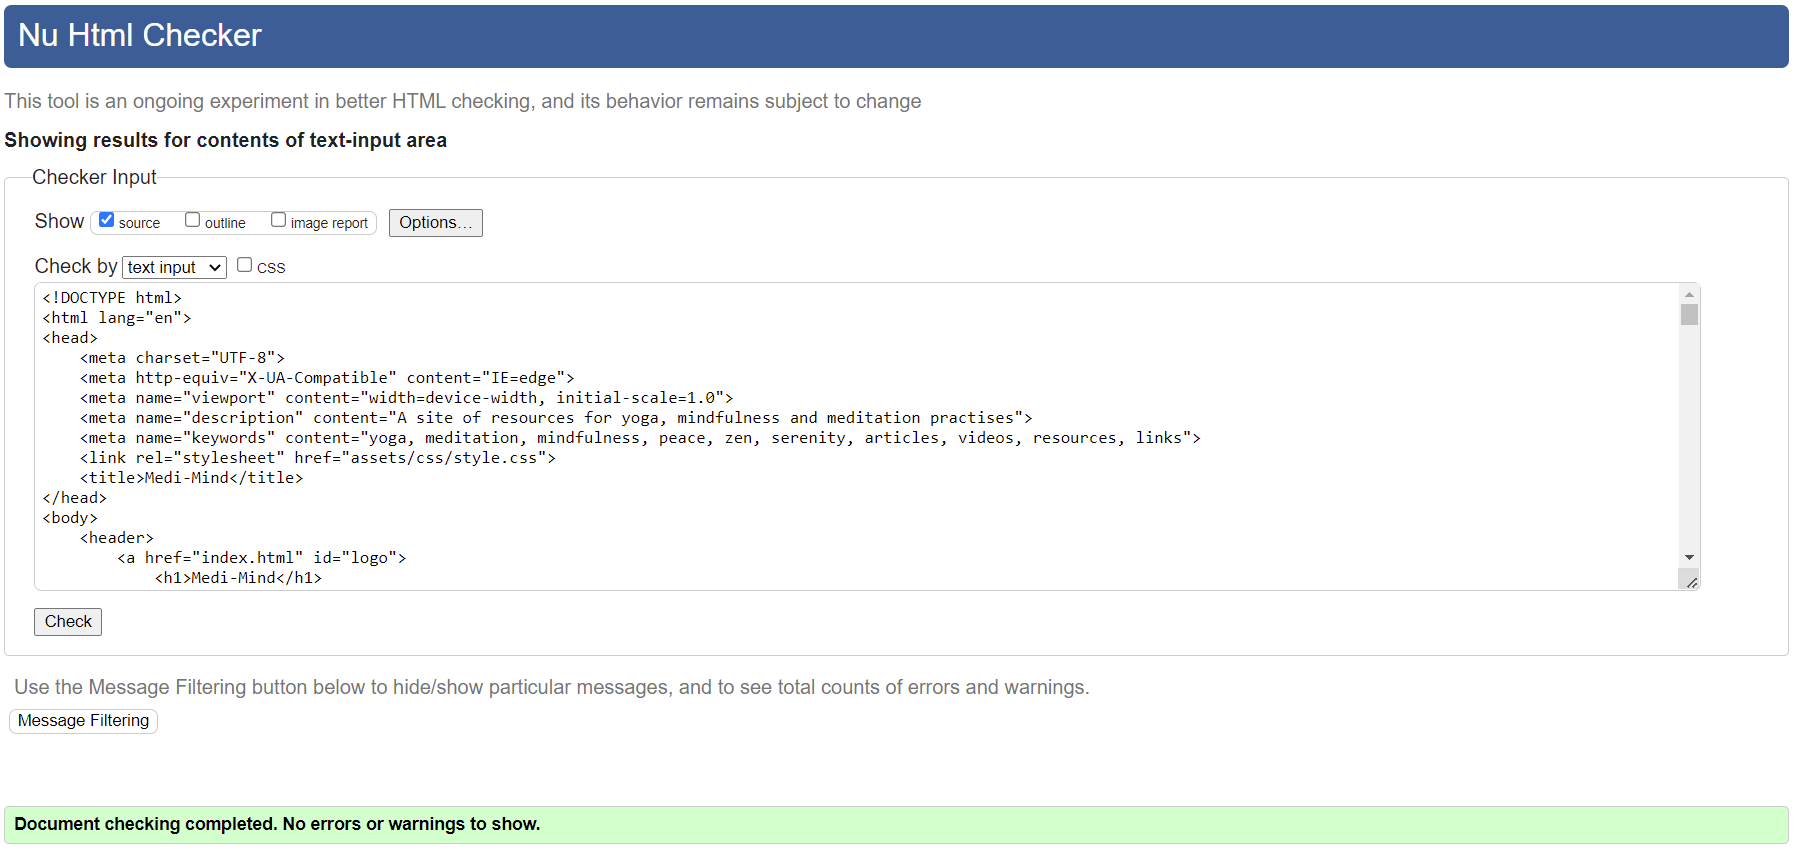 Nu Html Checker
This tool is an ongoing experiment in better HTML checking, and its behavior remains subject to change
Showing results for contents of text-input area
Checker Input
Show source outline image report Options...
Check by text input CSS
<!DOCTYPE html>
<html lang="en">
<head>
    <meta charset="UTF-8">
    <meta http-equiv="X-UA-Compatible" content="IE=edge">
    <meta name="viewport" content="width=device-width, initial-scale=1.0">
    <meta name="description" content="A site of resources for yoga, mindfulness and meditation practises">
    <meta name="keywords" content="yoga, meditation, mindfulness, peace, zen, serenity, articles, videos, resources, links">
    <link rel="stylesheet" href="assets/css/style.css">
    <title>Medi-Mind</title>
</head>
<body>
    <header>
        <a href="index.html" id="logo">
            <h1>Medi-Mind</h1>
Check
Use the Message Filtering button below to hide/show particular messages, and to see total counts of errors and warnings.
Message Filtering
Document checking completed. No errors or warnings to show.